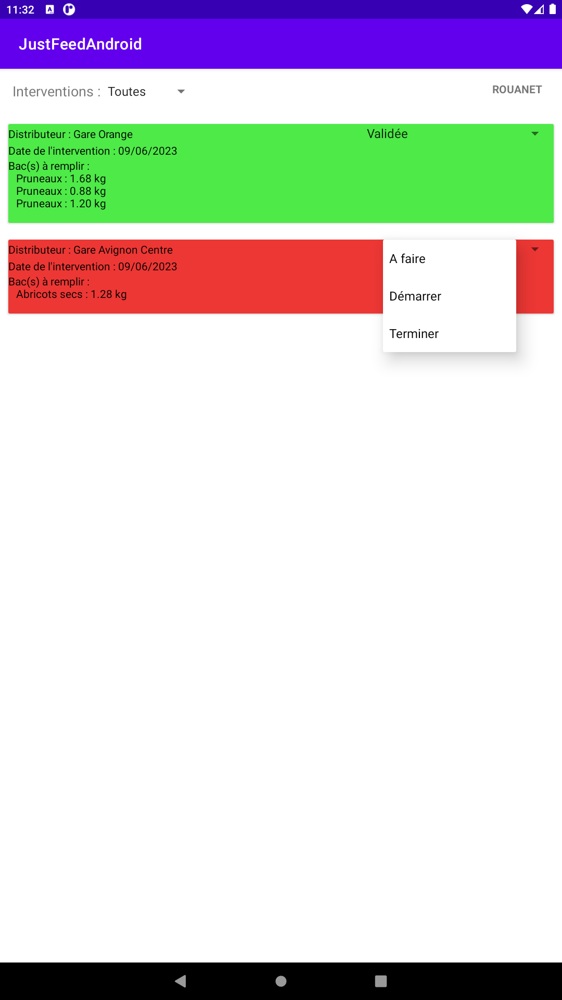 11:32
JustFeedAndroid
Interventions : Toutes
ROUANET
Distributeur : Gare Orange
Validée
Date de l'intervention : 09/06/2023
Bac(s) à remplir :
Pruneaux : 1.68 kg
Pruneaux : 0.88 kg
Pruneaux : 1.20 kg
Distributeur : Gare Avignon Centre
Date de l'intervention : 09/06/2023
Bac(s) à remplir :
Abricots secs : 1.28 kg
A faire
Démarrer
Terminer